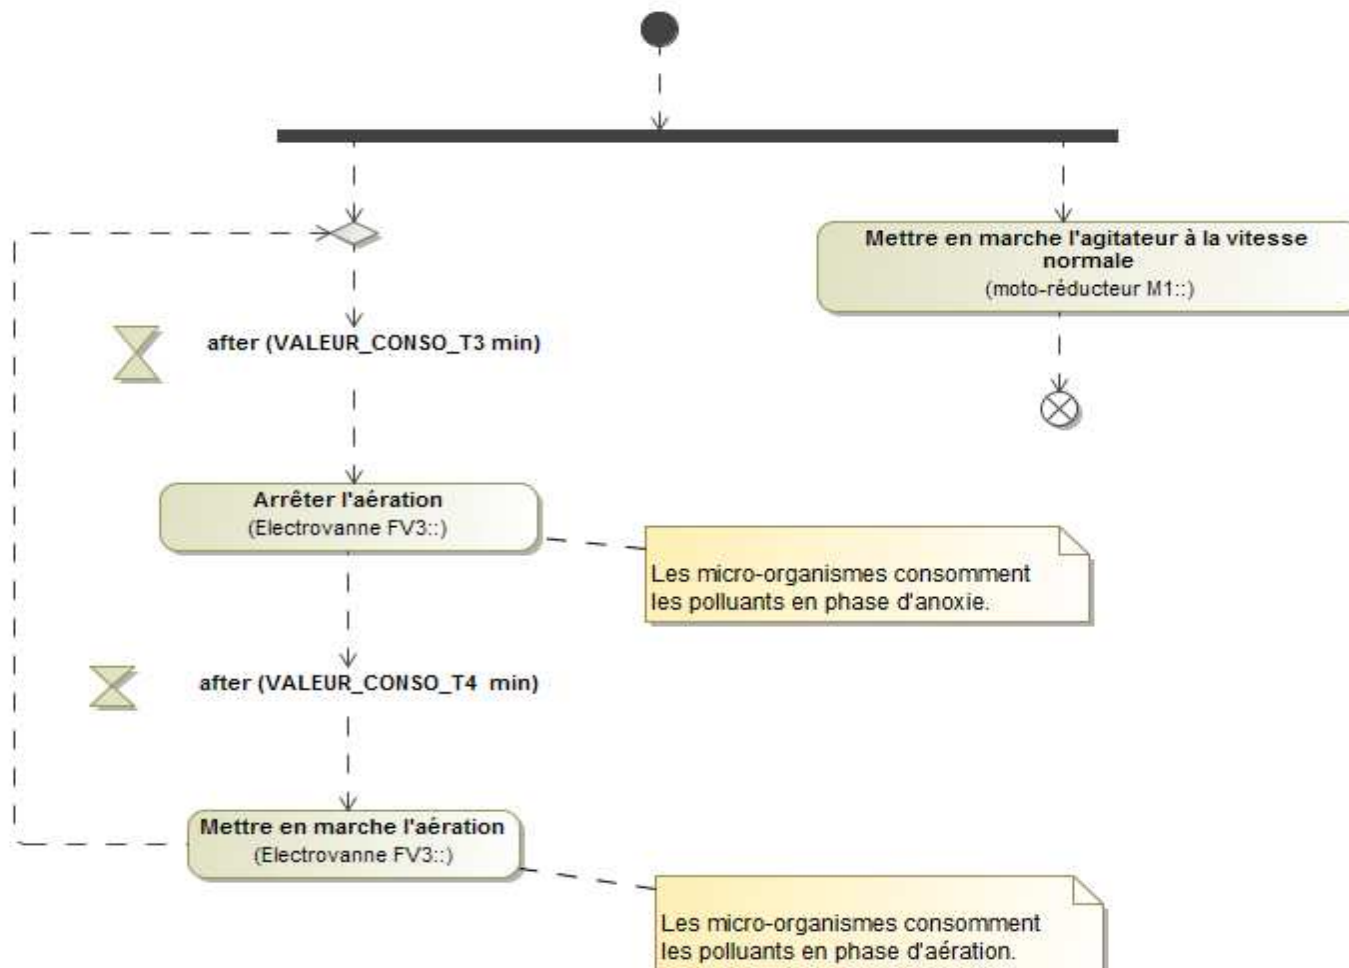 Mettre en marche l'agitateur à la vitesse
normale
(moto-réducteur M1::)
after (VALEUR_CONSO_T3 min)
Arrêter l'aération
(Electrovanne FV3::)
Les micro-organismes consomment
les polluants en phase d'anoxie.
after (VALEUR_CONSO_T4 min)
Mettre en marche l'aération
(Electrovanne FV3::)
Les micro-organismes consomment
les polluants en phase d'aération.